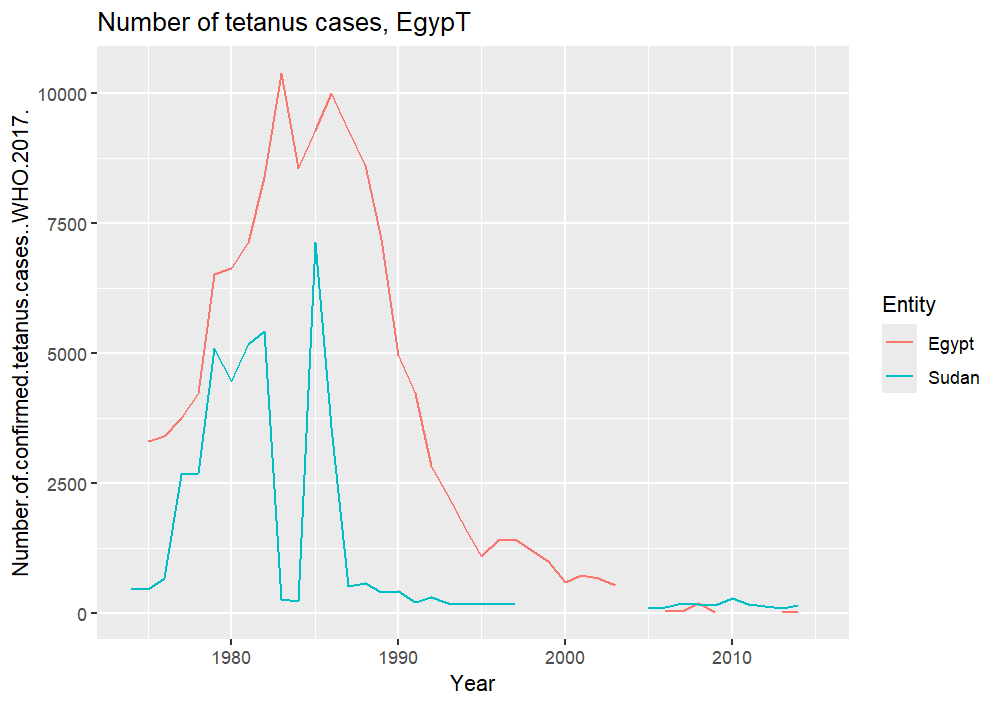 Number of tetanus cases, EgypT
Number.of.confirmed.tetanus.cases..WHO.2017.
10000
7500
5000
2500
0
1980 1990 2000 2010
Year
Entity
Egypt
Sudan